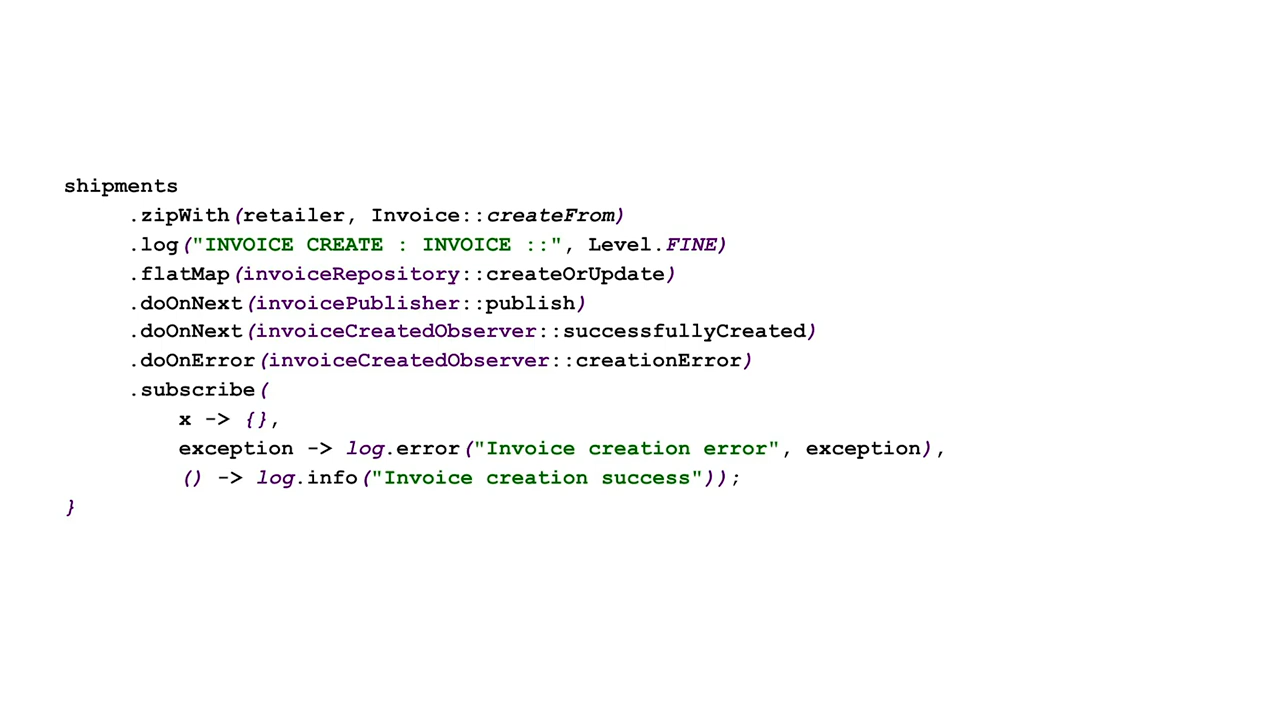 shipments
.zipWith(retailer, Invoice::createFrom)
.log("INVOICE CREATE : INVOICE ::", Level.FINE)
.flatMap(invoiceRepository::createOrUpdate)
.doOnNext(invoicePublisher::publish)
.doOnNext(invoiceCreatedObserver::successfullyCreated)
.doOnError(invoiceCreatedObserver::creationError)
.subscribe(
x -> {},
exception -> log.error("Invoice creation error", exception),
() -> log.info("Invoice creation success"));
}